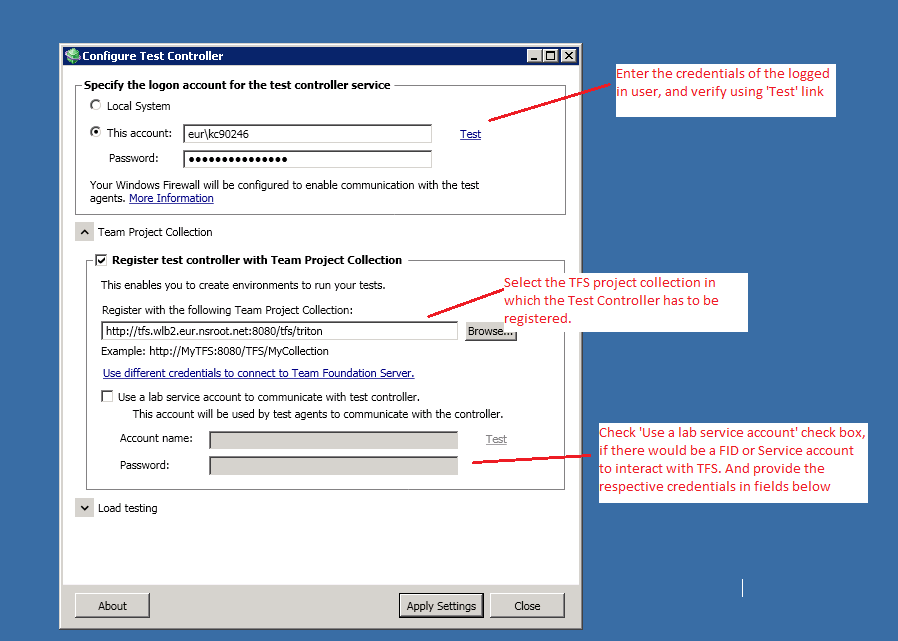 Configure Test Controller
Specify the logon account for the test controller service
Local System
This account:
eur\kc90246
Test
Password:
●●●●●●●●●●●●●●●
Your Windows Firewall will be configured to enable communication with the test
agents. More Information
Enter the credentials of the logged
in user, and verify using 'Test' link
Team Project Collection
Register test controller with Team Project Collection
This enables you to create environments to run your tests.
Register with the following Team Project Collection:
http://tfs.wlb2.eur.nsroot.net:8080/tfs/triton
Browse...
Example: http://MyTFS:8080/TFS/MyCollection
Select the TFS project collection in
which the Test Controller has to be
registered.
Use different credentials to connect to Team Foundation Server.
Use a lab service account to communicate with test controller.
This account will be used by test agents to communicate with the controller.
Account name:
Test
Password:
Check 'Use a lab service account' check box,
if there would be a FID or Service account
to interact with TFS. And provide the
respective credentials in fields below
Load testing
About
Apply Settings
Close